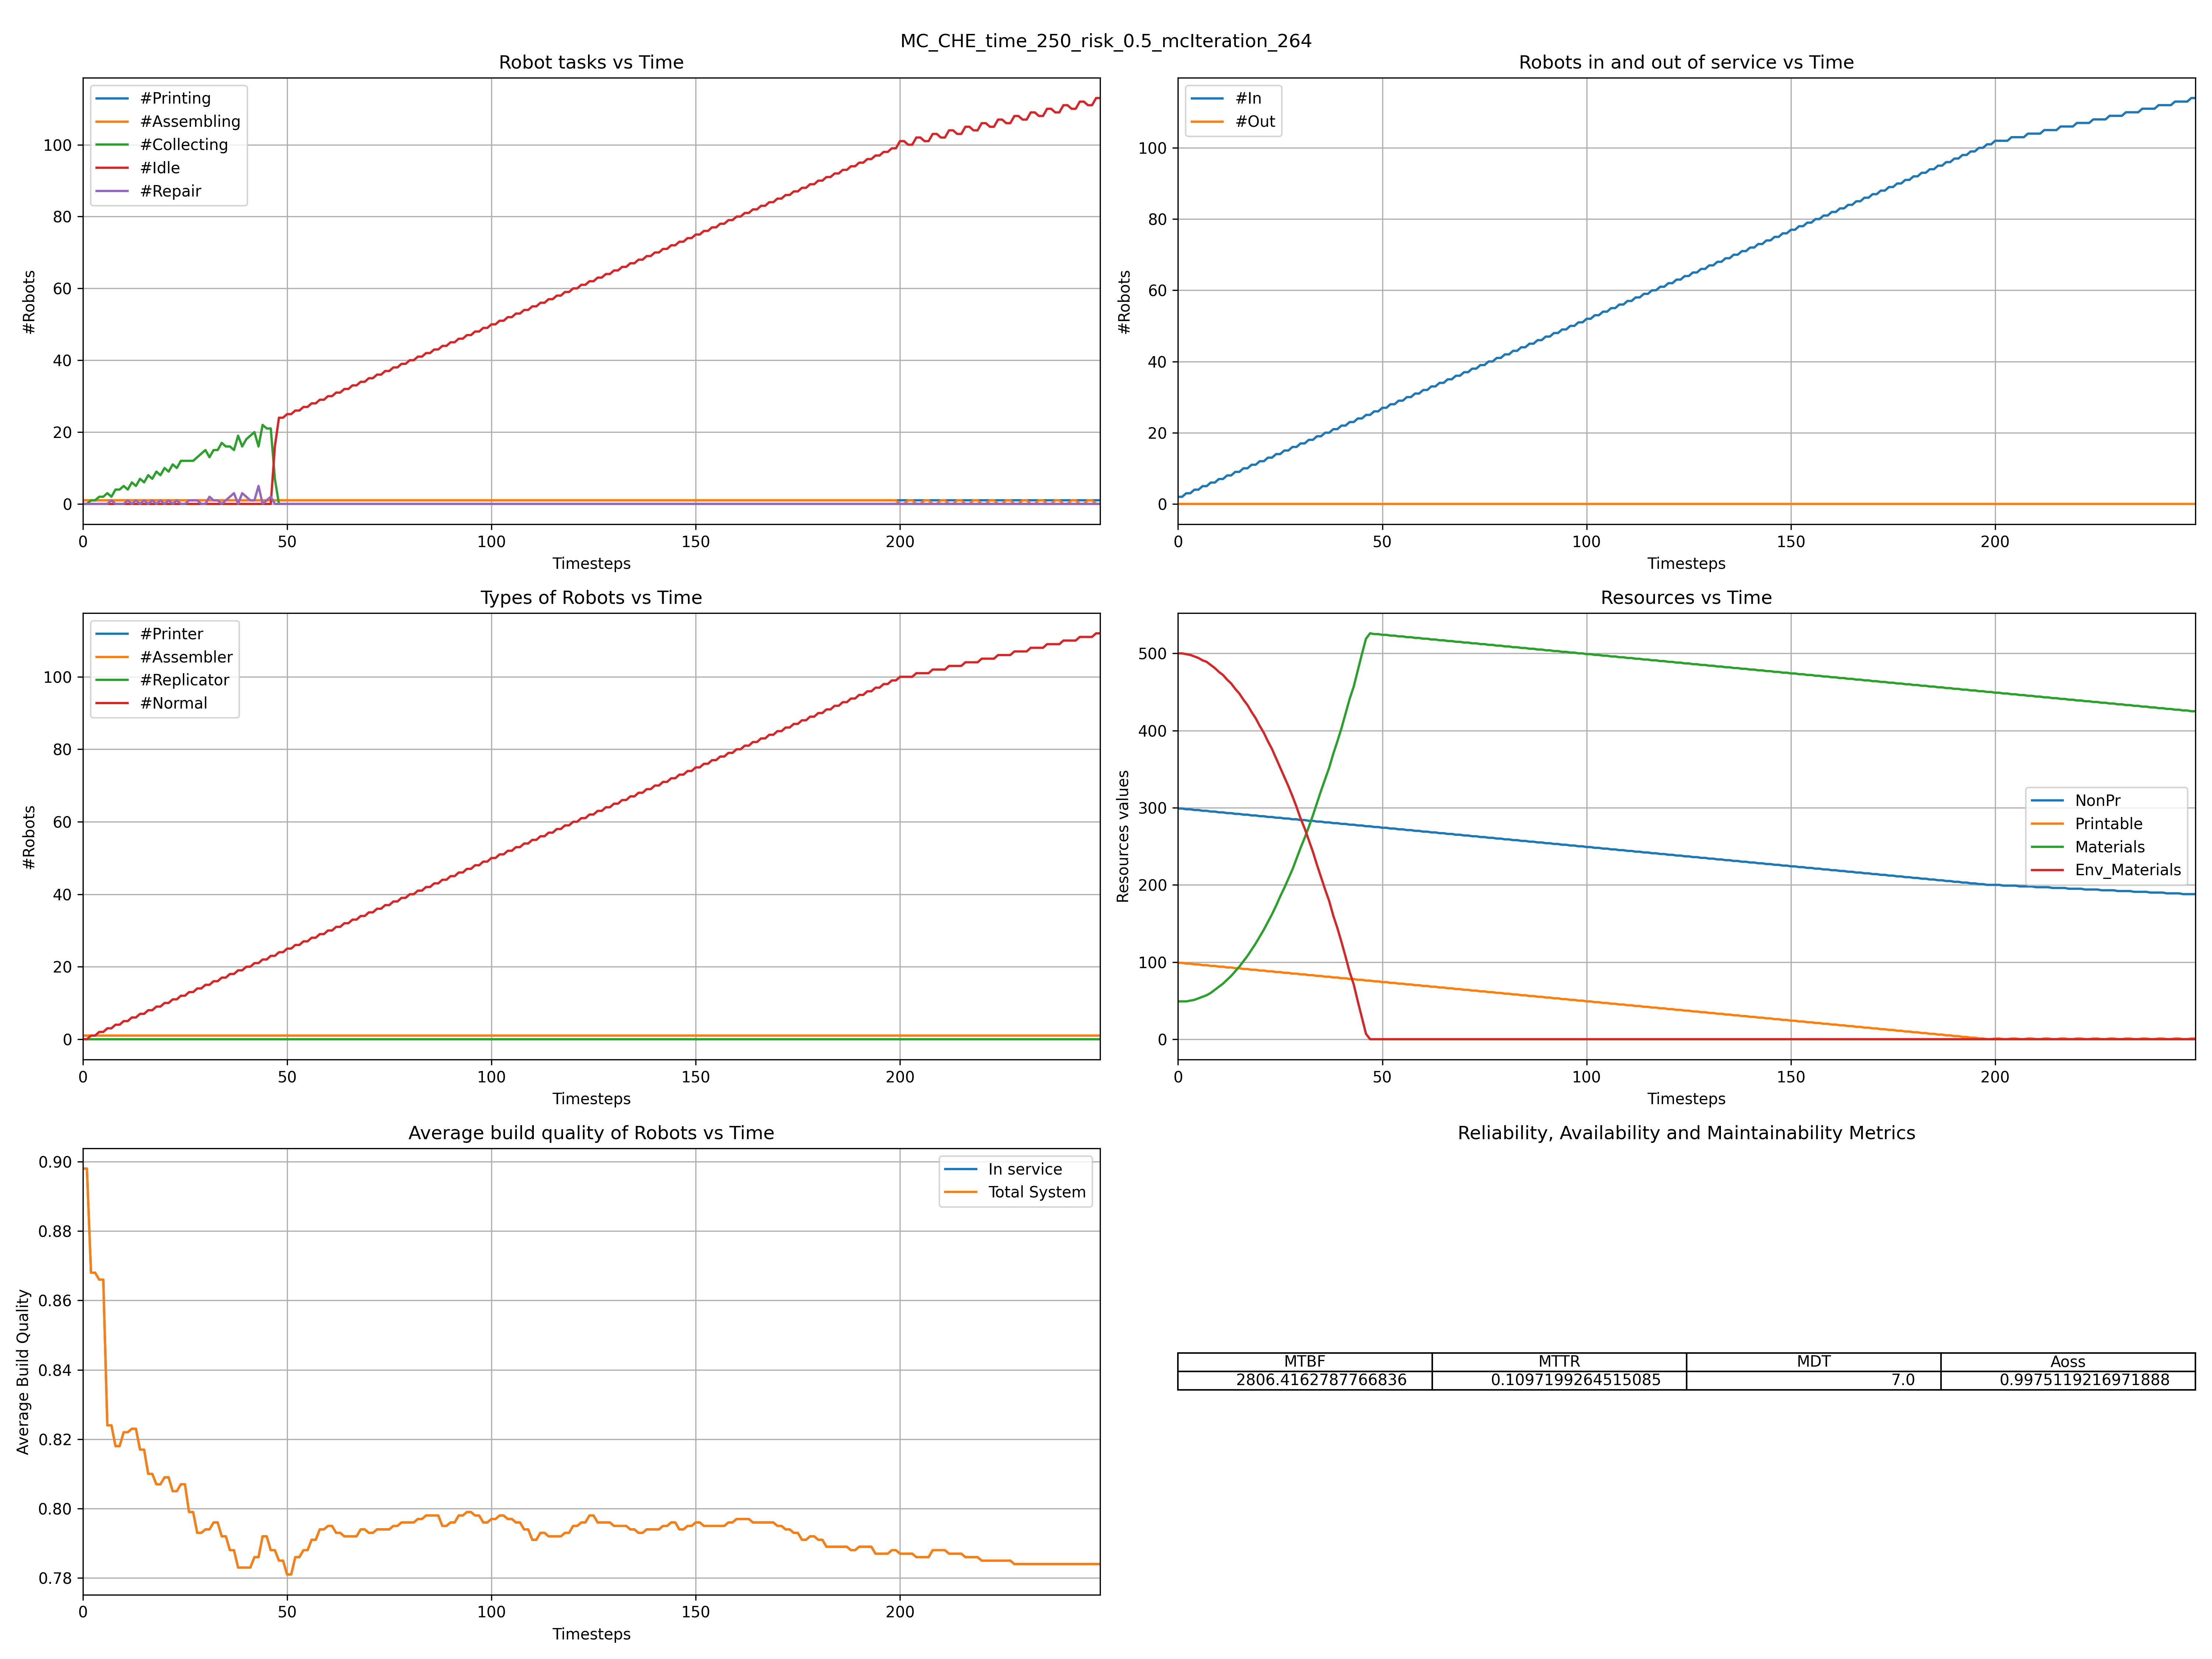 MC_CHE_time_250_risk_0.5_mcIteration_264
Robot tasks vs Time
#Printing
#Assembling
#Collecting
#Idle
#Repair
100
80
60
40
20
0
#Robots
0 50 100 150 200
Timesteps
Robots in and out of service vs Time
#In
#Out
100
80
60
40
20
0
#Robots
0 50 100 150 200
Timesteps
Types of Robots vs Time
#Printer
#Assembler
#Replicator
#Normal
100
80
60
40
20
0
#Robots
0 50 100 150 200
Timesteps
Resources vs Time
500
400
300
200
100
0
Resources values
NonPr
Printable
Materials
Env_Materials
0 50 100 150 200
Timesteps
Average build quality of Robots vs Time
In service
Total System
0.90
0.88
0.86
0.84
0.82
0.80
0.78
Average Build Quality
0 50 100 150 200
Timesteps
Reliability, Availability and Maintainability Metrics
MTBF MTTR MDT Aoss
2806.4162787766836 0.1097199264515085 7.0 0.9975119216971888